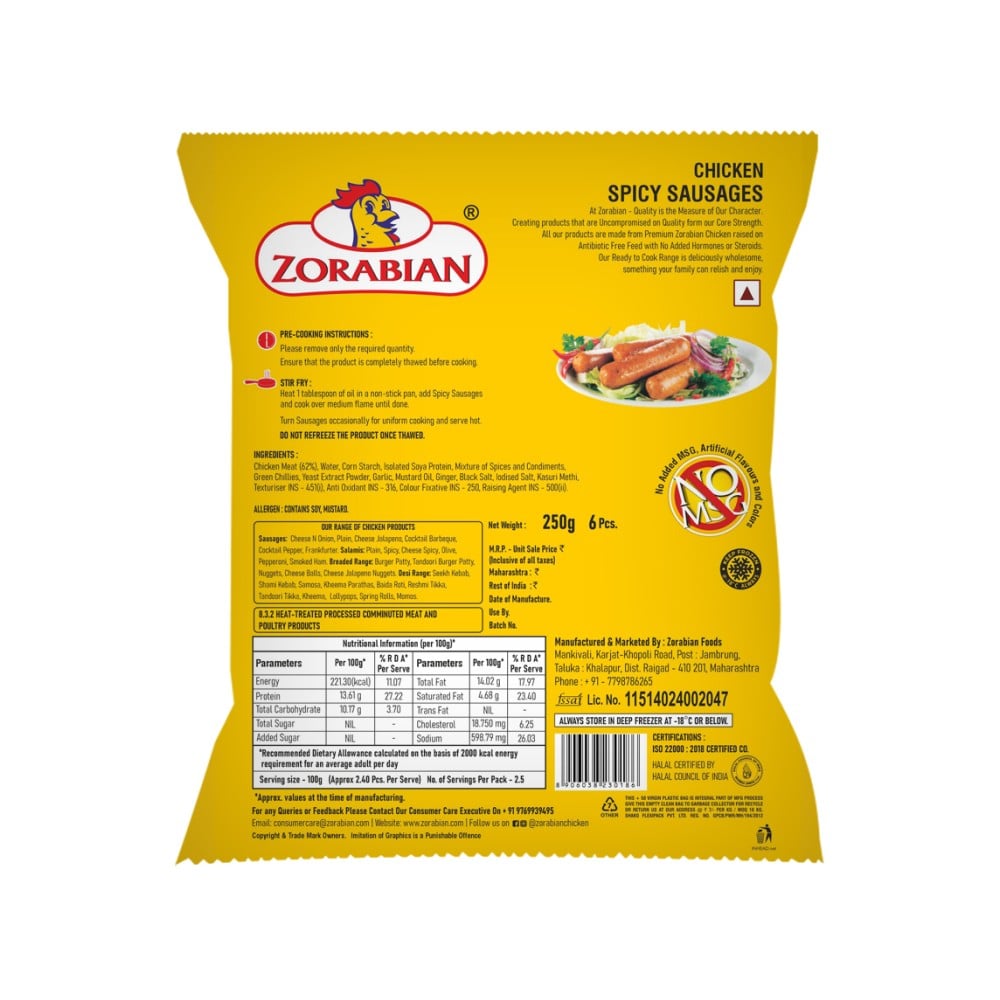 ZORABIAN
®
CHICKEN
SPICY SAUSAGES
At Zorabian - Quality is the Measure of Our Character.
Creating products that are Uncompromised on Quality form our Core Strength.
All our products are made from Premium Zorabian Chicken raised on
Antibiotic Free Feed with No Added Hormones or Steroids.
Our Ready to Cook Range is deliciously wholesome,
something your family can relish and enjoy.
PRE-COOKING INSTRUCTIONS :
Please remove only the required quantity.
Ensure that the product is completely thawed before cooking.
STIR FRY :
Heat 1 tablespoon of oil in a non-stick pan, add Spicy Sausages
and cook over medium flame until done.
Turn Sausages occasionally for uniform cooking and serve hot.
DO NOT REFREEZE THE PRODUCT ONCE THAWED.
INGREDIENTS :
Chicken Meat (62%), Water, Corn Starch, Isolated Soya Protein, Mixture of Spices and Condiments,
Green Chillies, Yeast Extract Powder, Garlic, Mustard Oil, Ginger, Black Salt, Iodised Salt, Kasuri Methi,
Texturiser INS - 451(i), Anti Oxidant INS - 316, Colour Fixative INS - 250, Raising Agent INS - 500(ii).
ALLERGEN : CONTAINS SOY, MUSTARD.
No Added MSG, Artificial Flavours and Colors
NO
MSG
KEEP FROZEN
-18°C ALWAYS
OUR RANGE OF CHICKEN PRODUCTS
Sausages: Cheese N Onion, Plain, Cheese Jalapeno, Cocktail Barbeque,
Cocktail Pepper, Frankfurter. Salamis: Plain, Spicy, Cheese Spicy, Olive,
Pepperoni, Smoked Ham. Breaded Range: Burger Patty, Tandoori Burger Patty,
Nuggets, Cheese Balls, Cheese Jalapeno Nuggets. Desi Range: Seekh Kebab,
Shami Kebab, Samosa, Kheema Parathas, Baida Roti, Reshmi Tikka,
Tandoori Tikka, Kheema, Lollypops, Spring Rolls, Momos.
8.3.2 HEAT-TREATED PROCESSED COMMINUTED MEAT AND
POULTRY PRODUCTS
Net Weight : 250g 6 Pcs.
M.R.P. - Unit Sale Price ₹
(Inclusive of all taxes)
Maharashtra : ₹
Rest of India : ₹
Date of Manufacture.
Use By.
Batch No.
Nutritional Information (per 100g)*
Parameters Per 100g* % R D A* Per Serve Parameters Per 100g* % R D A* Per Serve
Energy 221.30(kcal) 11.07 Total Fat 14.02 g 17.97
Protein 13.61 g 27.22 Saturated Fat 4.68 g 23.40
Total Carbohydrate 10.17 g 3.70 Trans Fat NIL -
Total Sugar NIL - Cholesterol 18.750 mg 6.25
Added Sugar NIL - Sodium 598.79 mg 26.03
*Recommended Dietary Allowance calculated on the basis of 2000 kcal energy
requirement for an average adult per day
Serving size - 100g (Approx 2.40 Pcs. Per Serve) No. of Servings Per Pack - 2.5
*Approx. values at the time of manufacturing.
For any Queries or Feedback Please Contact Our Consumer Care Executive On + 91 9769939495
Email: consumercare@zorabian.com | Website: www.zorabian.com | Follow us on @zorabianchicken
Copyright & Trade Mark Owners. Imitation of Graphics is a Punishable Offence
Manufactured & Marketed By : Zorabian Foods
Mankivali, Karjat-Khopoli Road, Post : Jambrung,
Taluka : Khalapur, Dist. Raigad - 410 201, Maharashtra
Phone : + 91 - 7798786265
fssai Lic. No. 11514024002047
ALWAYS STORE IN DEEP FREEZER AT -18°C OR BELOW.
CERTIFICATIONS :
ISO 22000 : 2018 CERTIFIED CO.
HALAL CERTIFIED BY
HALAL COUNCIL OF INDIA
8 906038 230186
OTHER
GIVE THIS EMPTY CLEAN BAG TO GARBAGE COLLECTOR FOR RECYCLE